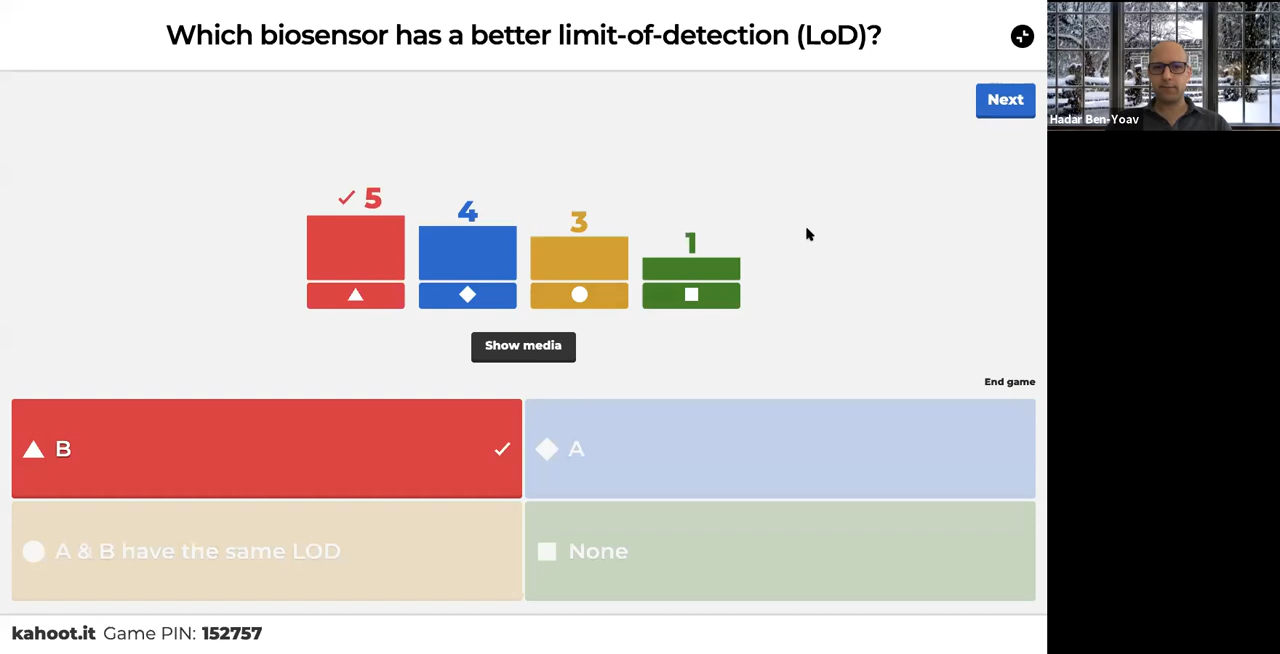 Which biosensor has a better limit-of-detection (LoD)?
Next
Hadar Ben-Yoav
5
4
3
1
Show media
End game
B
A
A & B have the same LOD
None
kahoot.it Game PIN: 152757